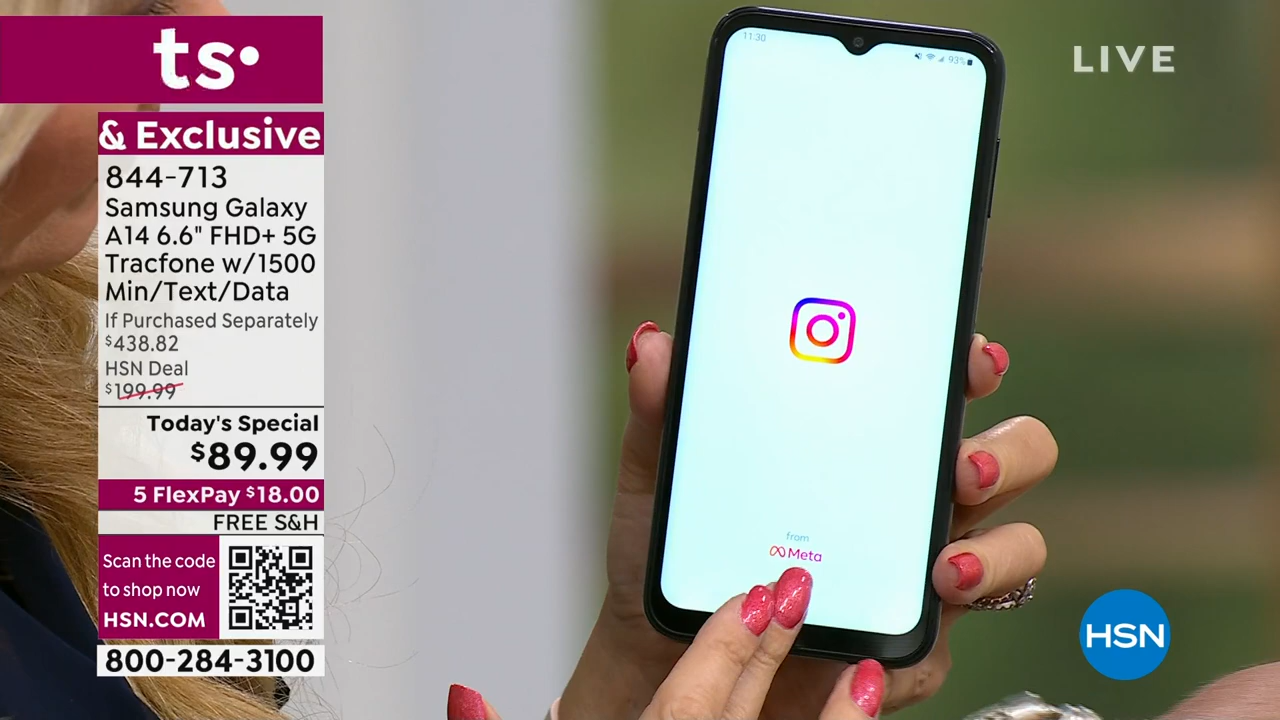 ts.
& Exclusive
844-713
Samsung Galaxy
A14 6.6" FHD+ 5G
Tracfone w/1500
Min/Text/Data
If Purchased Separately
$438.82
HSN Deal
$199.99
Today's Special
$89.99
5 FlexPay $18.00
FREE S&H
Scan the code
to shop now
HSN.COM
800-284-3100
11:30
93%
from
Meta
LIVE
HSN